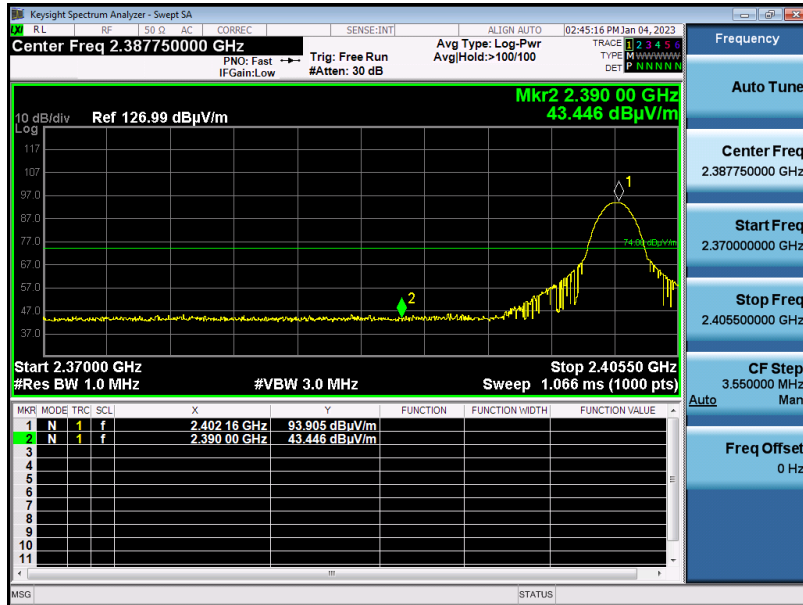 Keysight Spectrum Analyzer - Swept SA
LXI RL RF 50 Ω AC CORREC SENSE:INT ALIGN AUTO 02:45:16 PM Jan 04, 2023
Center Freq 2.387750000 GHz
PNO: Fast
IFGain:Low
Trig: Free Run
#Atten: 30 dB
Avg Type: Log-Pwr
Avg|Hold:>100/100
TRACE 1 2 3 4 5 6
TYPE M W W W W W
DET P N N N N N
Mkr2 2.390 00 GHz
43.446 dBµV/m
10 dB/div Ref 126.99 dBµV/m
Log
117
107
97.0
87.0
77.0
67.0
57.0
47.0
37.0
1
74.00 dBµV/m
2
Start 2.37000 GHz Stop 2.40550 GHz
#Res BW 1.0 MHz #VBW 3.0 MHz Sweep 1.066 ms (1000 pts)
MKR MODE TRC SCL X Y FUNCTION FUNCTION WIDTH FUNCTION VALUE
1 N 1 f 2.402 16 GHz 93.905 dBµV/m
2 N 1 f 2.390 00 GHz 43.446 dBµV/m
3
4
5
6
7
8
9
10
11
MSG STATUS
Frequency
Auto Tune
Center Freq
2.387750000 GHz
Start Freq
2.370000000 GHz
Stop Freq
2.405500000 GHz
CF Step
3.550000 MHz
Auto Man
Freq Offset
0 Hz